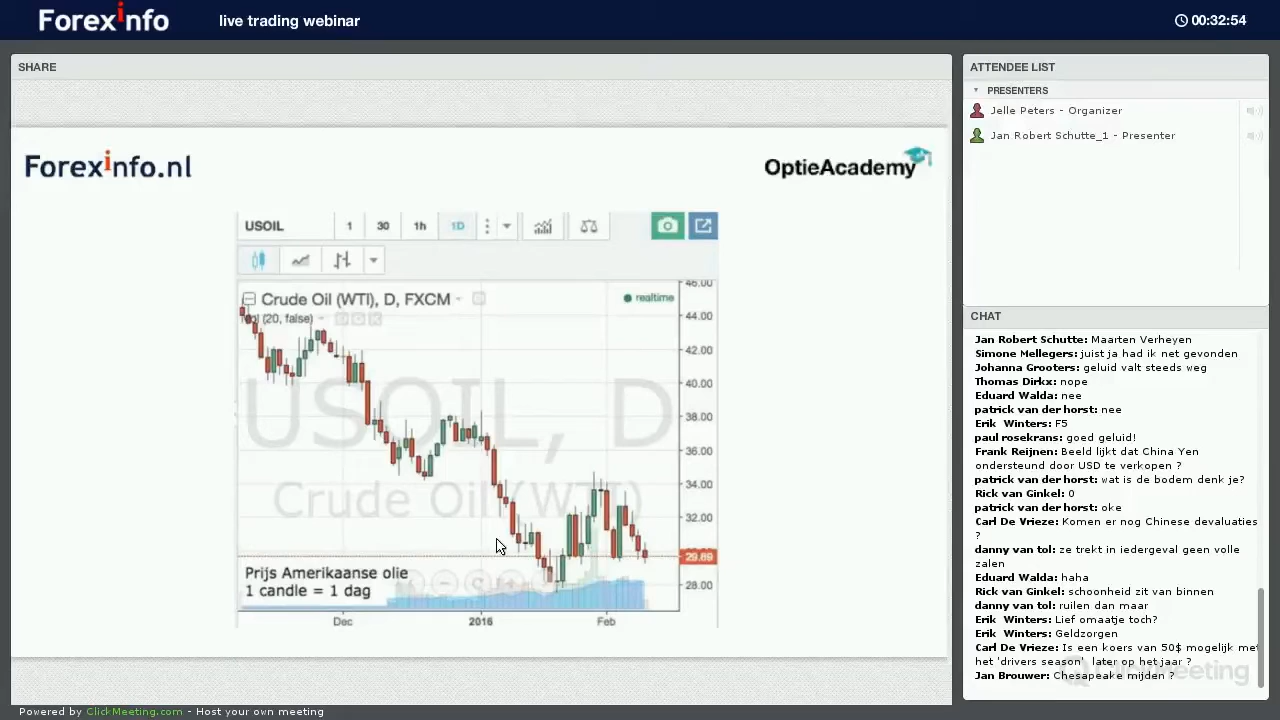 Forexinfo
live trading webinar
00:32:54
SHARE
Forexinfo.nl
OptieAcademy
USOIL
1
30
1h
1D
Crude Oil (WTI), D, FXCM
realtime
(20, false)
46.00
44.00
42.00
40.00
38.00
36.00
34.00
32.00
29.89
28.00
USOIL, D
Crude Oil (WTI)
Prijs Amerikaanse olie
1 candle = 1 dag
Dec
2016
Feb
ATTENDEE LIST
PRESENTERS
Jelle Peters - Organizer
Jan Robert Schutte_1 - Presenter
CHAT
Jan Robert Schutte: Maarten Verheyen
Simone Mellegers: juist ja had ik net gevonden
Johanna Grooters: geluid valt steeds weg
Thomas Dirkx: nope
Eduard Walda: nee
patrick van der horst: nee
Erik Winters: F5
paul rosekrans: goed geluid!
Frank Reijnen: Beeld lijkt dat China Yen
ondersteund door USD te verkopen ?
patrick van der horst: wat is de bodem denk je?
Rick van Ginkel: 0
patrick van der horst: oke
Carl De Vrieze: Komen er nog Chinese devaluaties
?
danny van tol: ze trekt in iedergeval geen volle
zalen
Eduard Walda: haha
Rick van Ginkel: schoonheid zit van binnen
danny van tol: ruilen dan maar
Erik Winters: Lief omaatje toch?
Erik Winters: Geldzorgen
Carl De Vrieze: Is een koers van 50$ mogelijk met
het 'drivers season' later op het jaar ?
Jan Brouwer: Chesapeake mijden ?
Powered by ClickMeeting.com - Host your own meeting